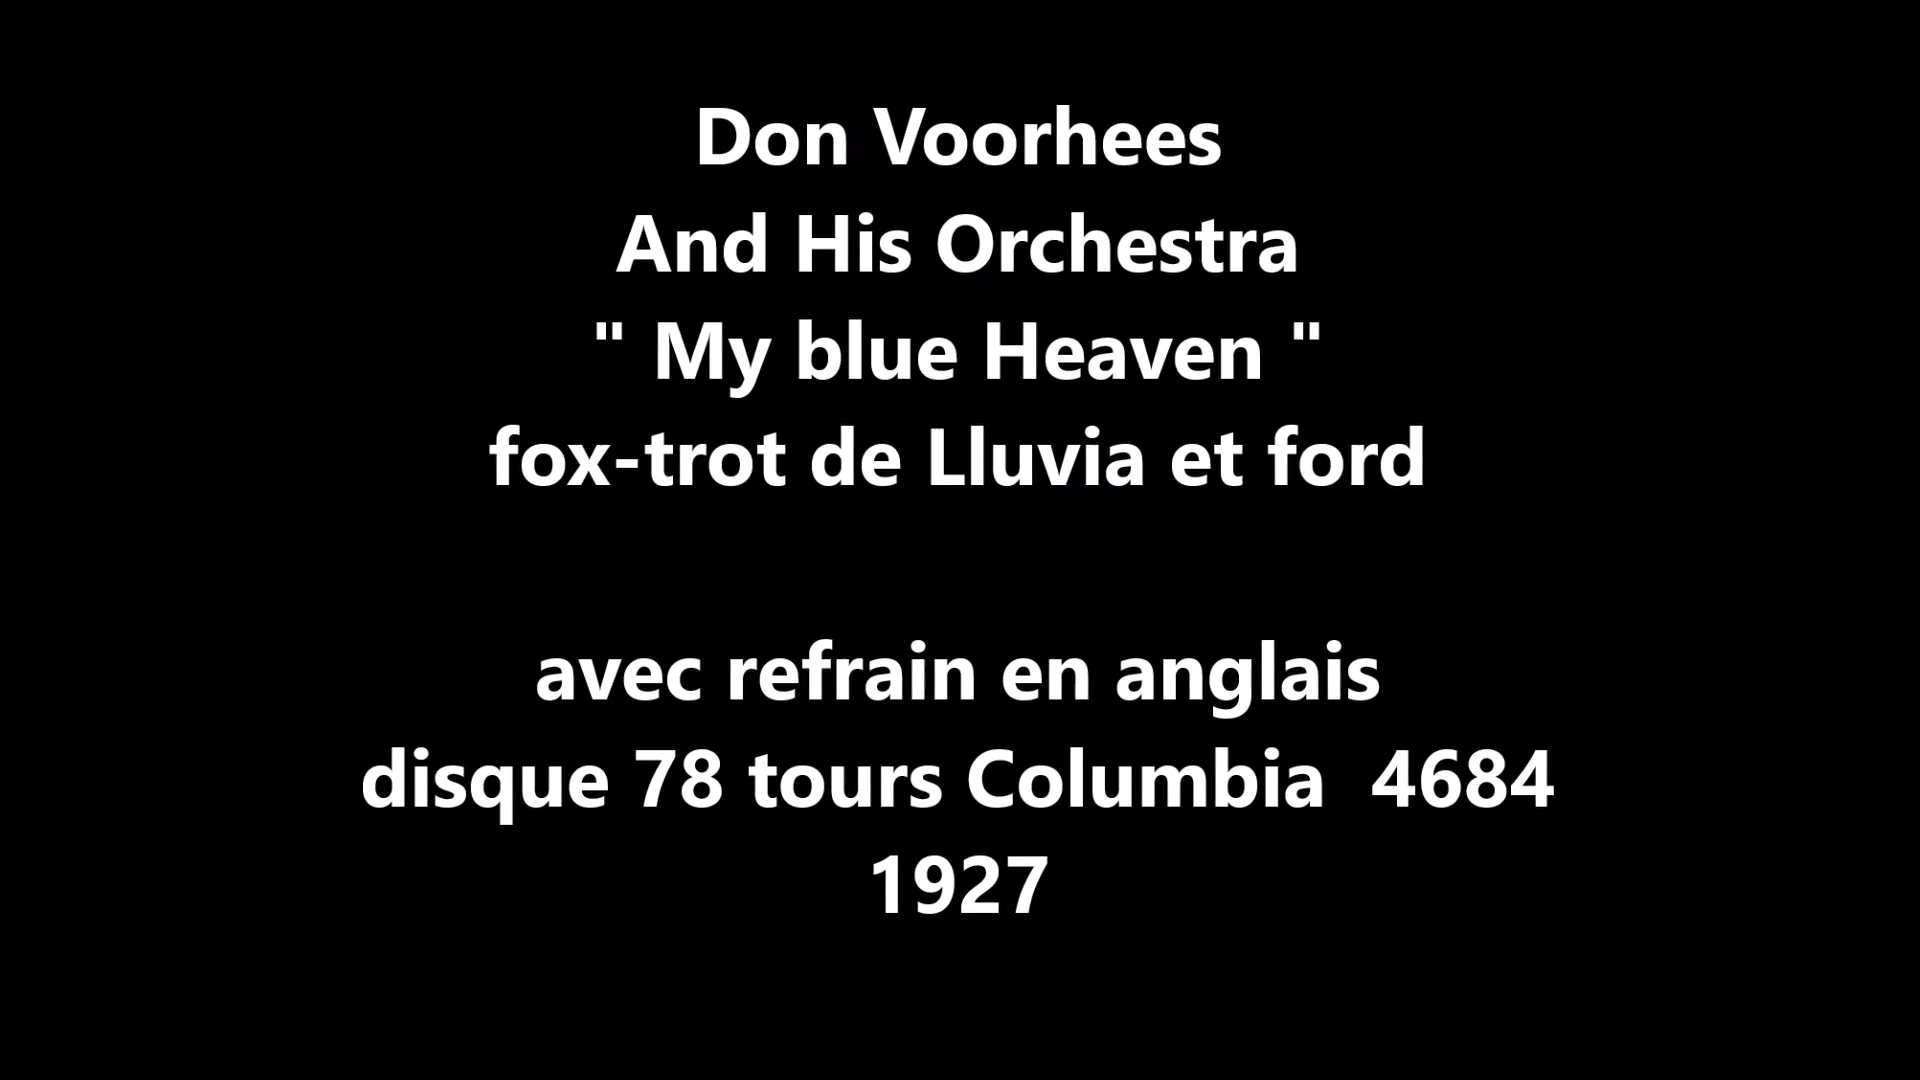 Don Voorhees
And His Orchestra
" My blue Heaven "
fox-trot de Lluvia et ford
avec refrain en anglais
disque 78 tours Columbia  4684
1927